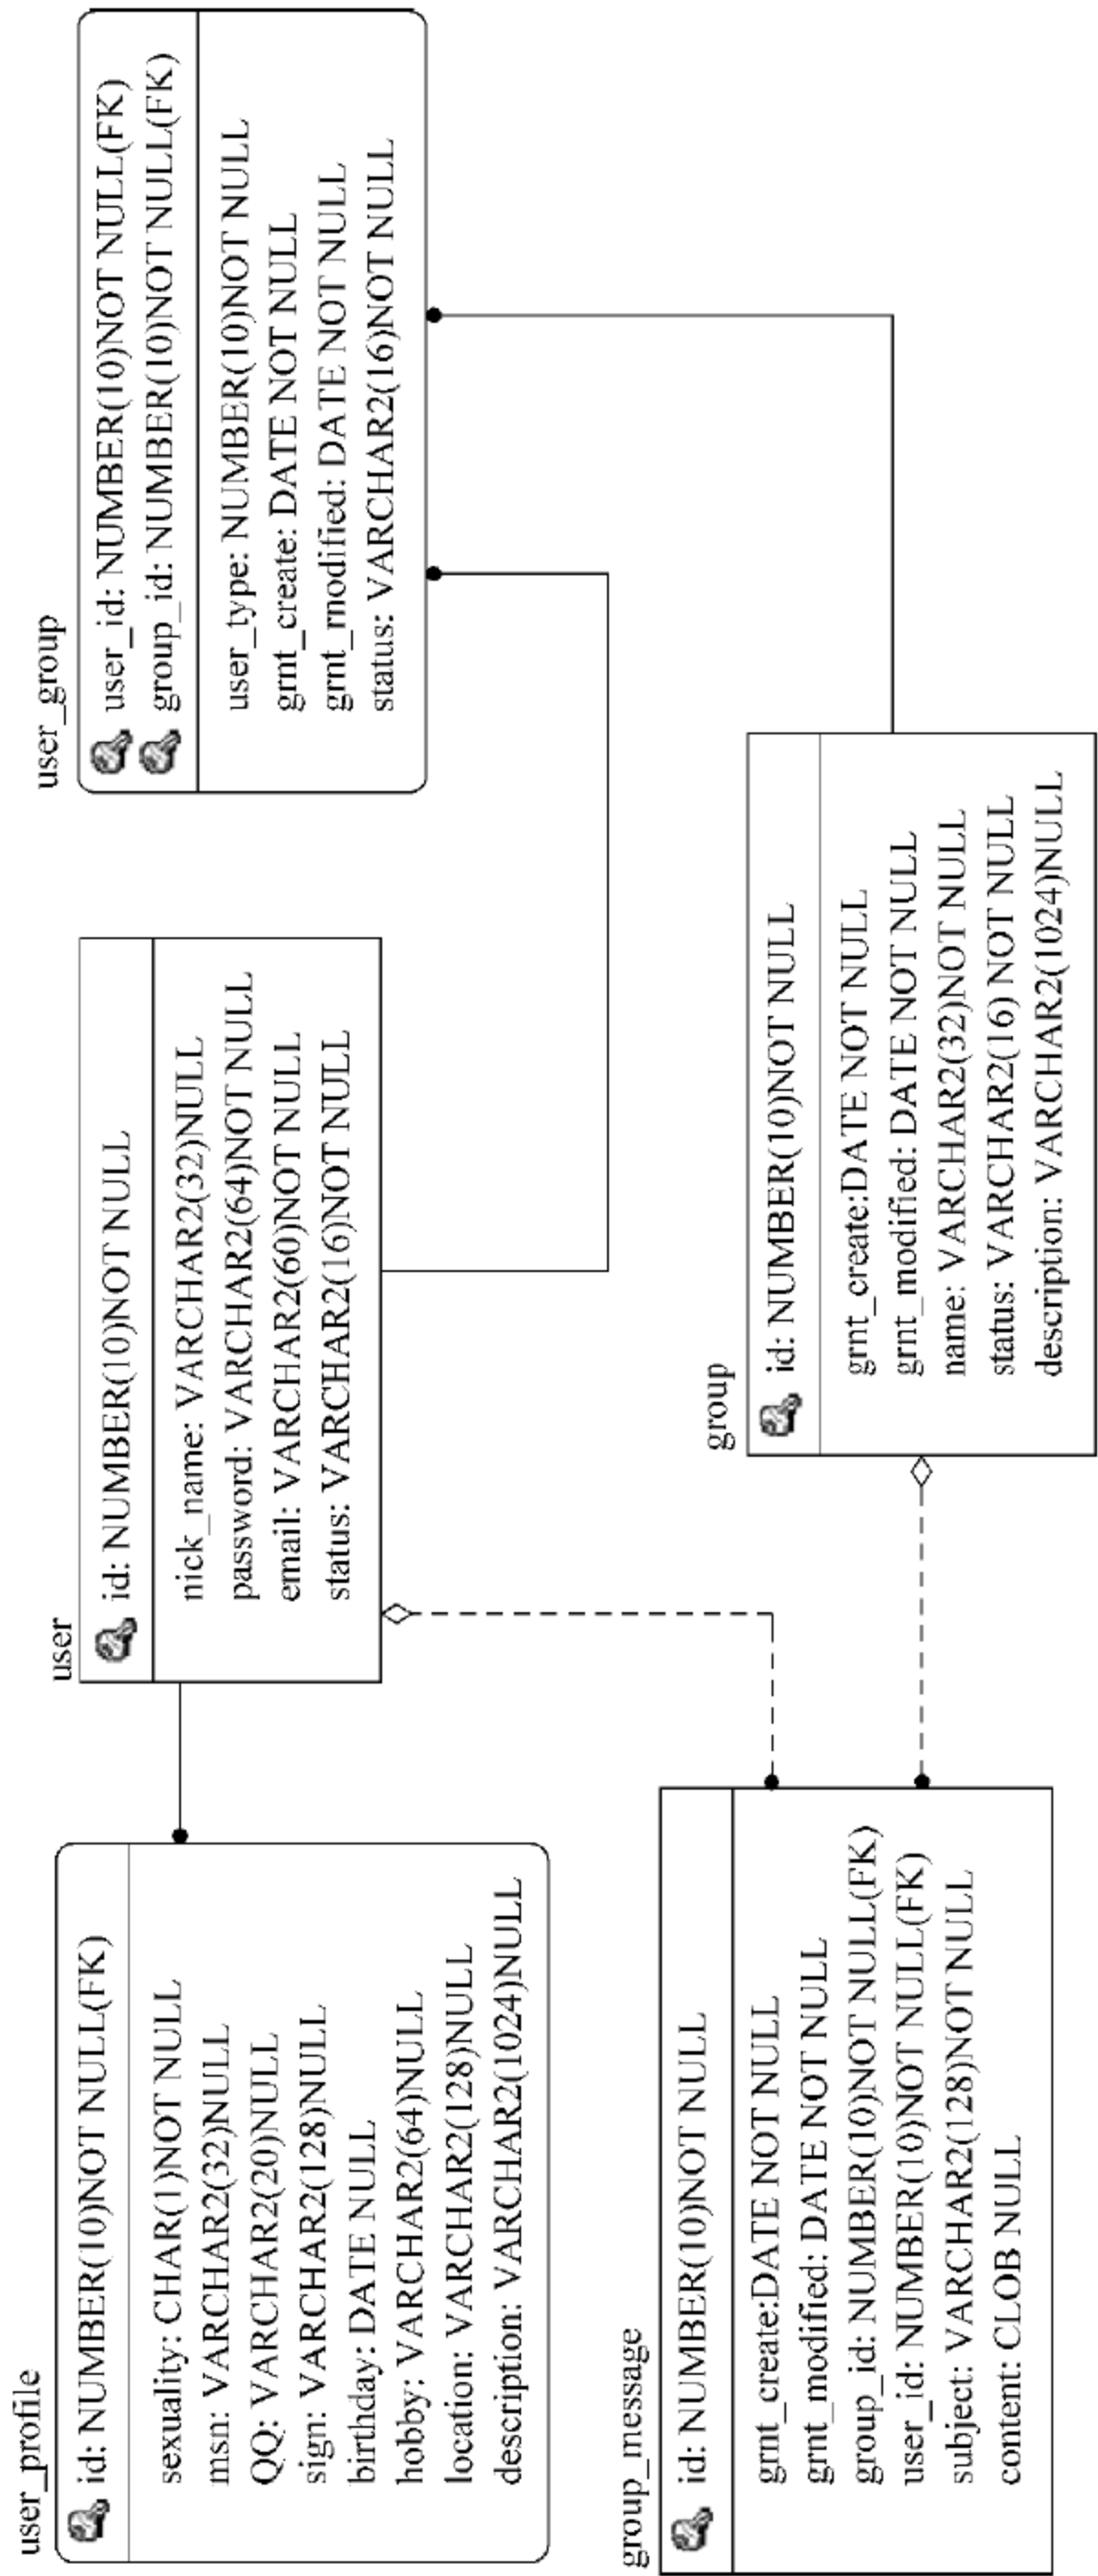 user_profile
id: NUMBER(10)NOT NULL(FK)
sexuality: CHAR(1)NOT NULL
msn: VARCHAR2(32)NULL
QQ: VARCHAR2(20)NULL
sign: VARCHAR2(128)NULL
birthday: DATE NULL
hobby: VARCHAR2(64)NULL
location: VARCHAR2(128)NULL
description: VARCHAR2(1024)NULL
user
id: NUMBER(10)NOT NULL
nick_name: VARCHAR2(32)NULL
password: VARCHAR2(64)NOT NULL
email: VARCHAR2(60)NOT NULL
status: VARCHAR2(16)NOT NULL
user_group
user_id: NUMBER(10)NOT NULL(FK)
group_id: NUMBER(10)NOT NULL(FK)
user_type: NUMBER(10)NOT NULL
grnt_create: DATE NOT NULL
grnt_modified: DATE NOT NULL
status: VARCHAR2(16)NOT NULL
group_message
id: NUMBER(10)NOT NULL
grnt_create:DATE NOT NULL
grnt_modified: DATE NOT NULL
group_id: NUMBER(10)NOT NULL(FK)
user_id: NUMBER(10)NOT NULL(FK)
subject: VARCHAR2(128)NOT NULL
content: CLOB NULL
group
id: NUMBER(10)NOT NULL
grnt_create:DATE NOT NULL
grnt_modified: DATE NOT NULL
name: VARCHAR2(32)NOT NULL
status: VARCHAR2(16) NOT NULL
description: VARCHAR2(1024)NULL